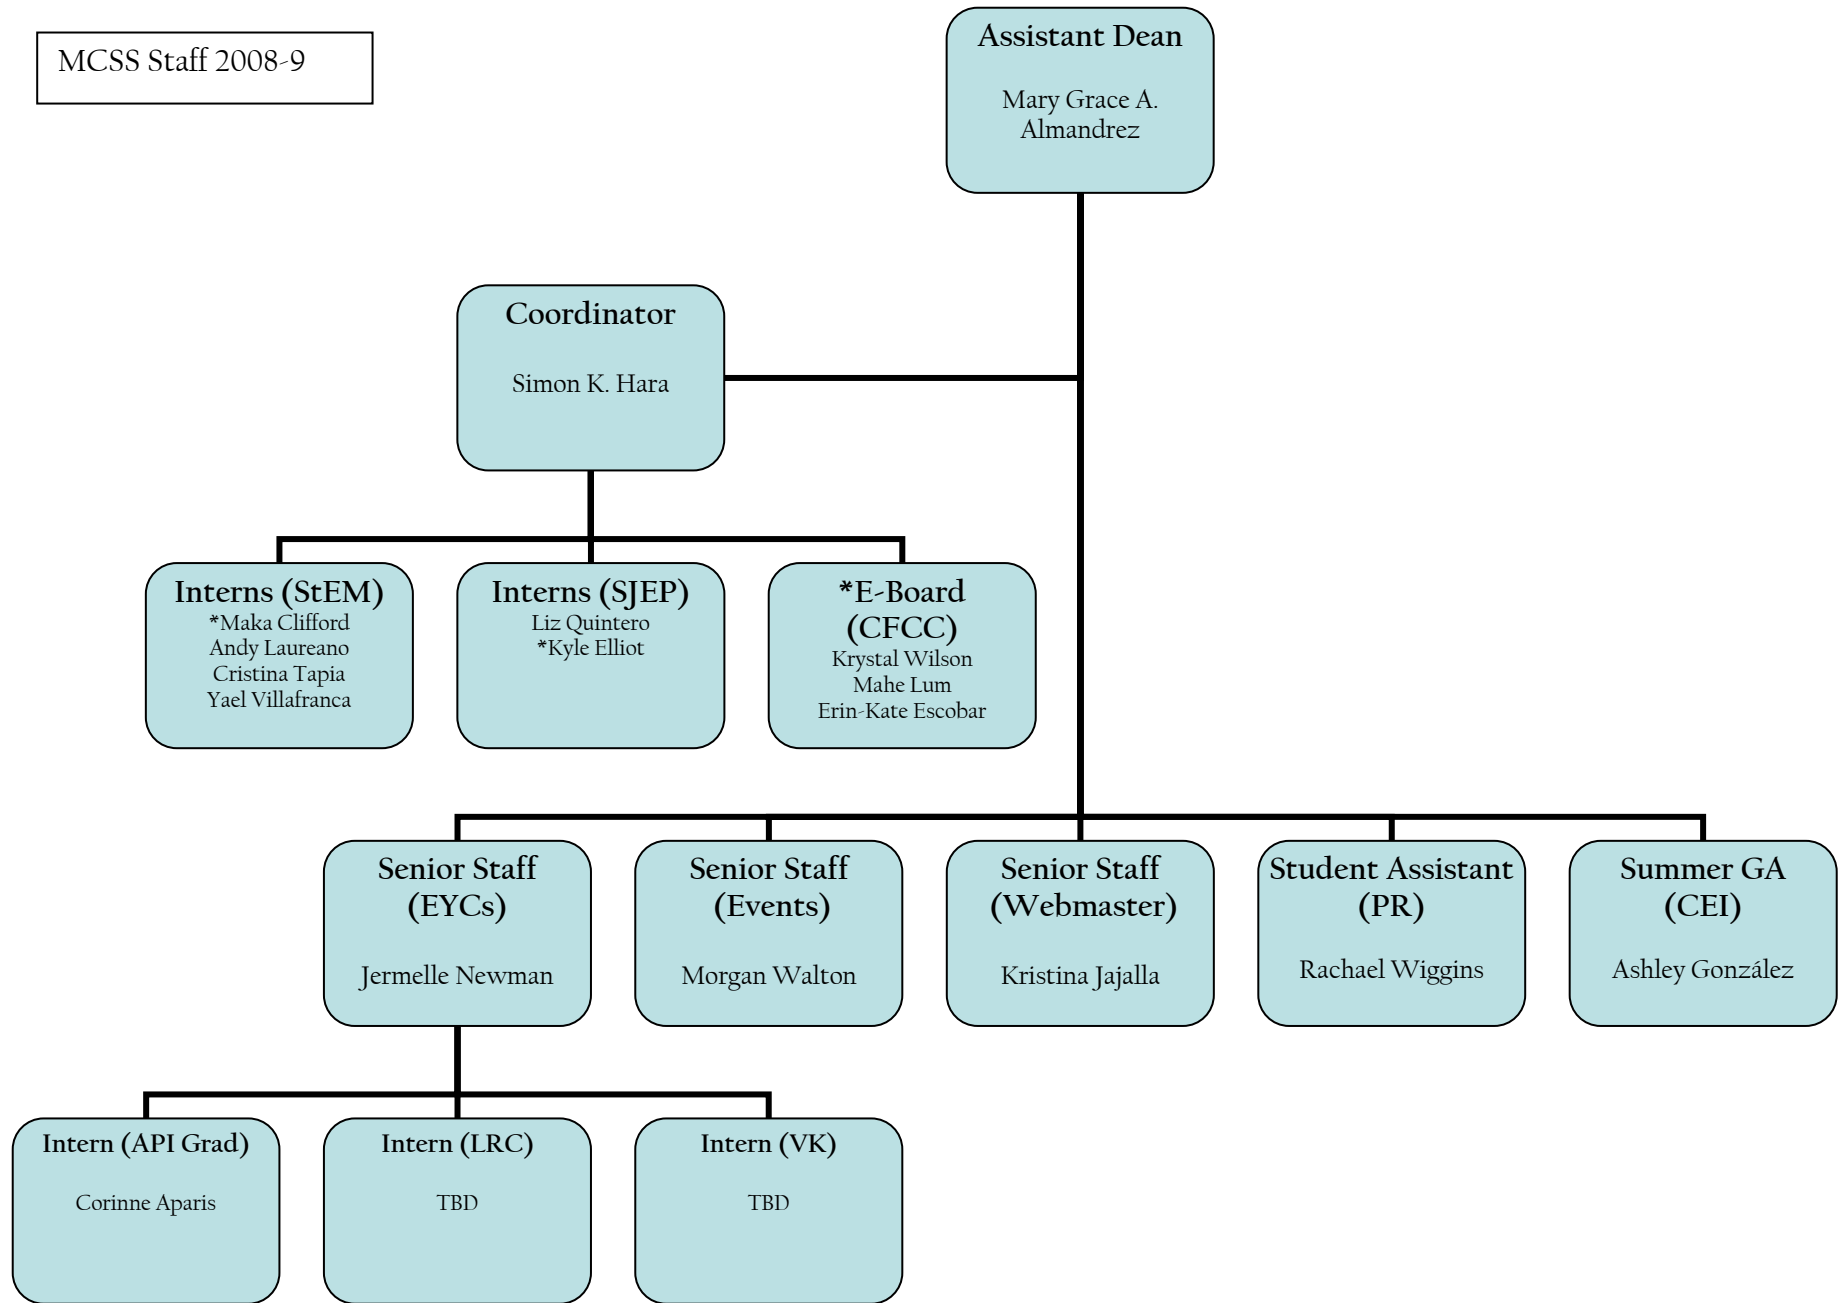 MCSS Staff 2008-9
Assistant Dean
Mary Grace A.
Almandrez
Coordinator
Simon K. Hara
Interns (StEM)
*Maka Clifford
Andy Laureano
Cristina Tapia
Yael Villafranca
Interns (SJEP)
Liz Quintero
*Kyle Elliot
*E-Board
(CFCC)
Krystal Wilson
Mahe Lum
Erin-Kate Escobar
Senior Staff
(EYCs)
Jermelle Newman
Senior Staff
(Events)
Morgan Walton
Senior Staff
(Webmaster)
Kristina Jajalla
Student Assistant
(PR)
Rachael Wiggins
Summer GA
(CEI)
Ashley González
Intern (API Grad)
Corinne Aparis
Intern (LRC)
TBD
Intern (VK)
TBD